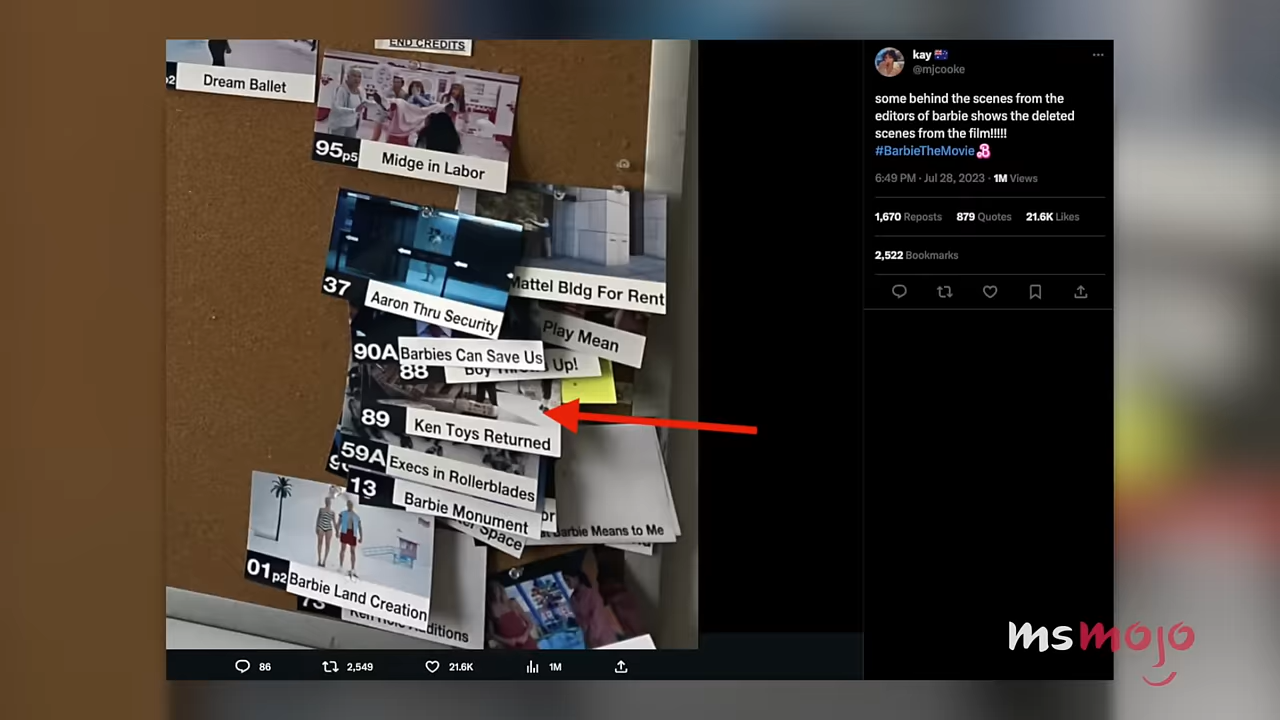 END CREDITS
Dream Ballet
95p5
Midge in Labor
37
Aaron Thru Security
Mattel Bldg For Rent
Play Mean
90A
Barbies Can Save Us
88
Up!
89
Ken Toys Returned
59A
Execs in Rollerblades
13
Barbie Monument
Space
Barbie Means to Me
01p2
Barbie Land Creation
73
kay
@mjcooke
some behind the scenes from the
editors of barbie shows the deleted
scenes from the film!!!!!
#BarbieTheMovie
6:49 PM · Jul 28, 2023 · 1M Views
1,670 Reposts 879 Quotes 21.6K Likes
2,522 Bookmarks
86 2,549 21.6K 1M
msmojo